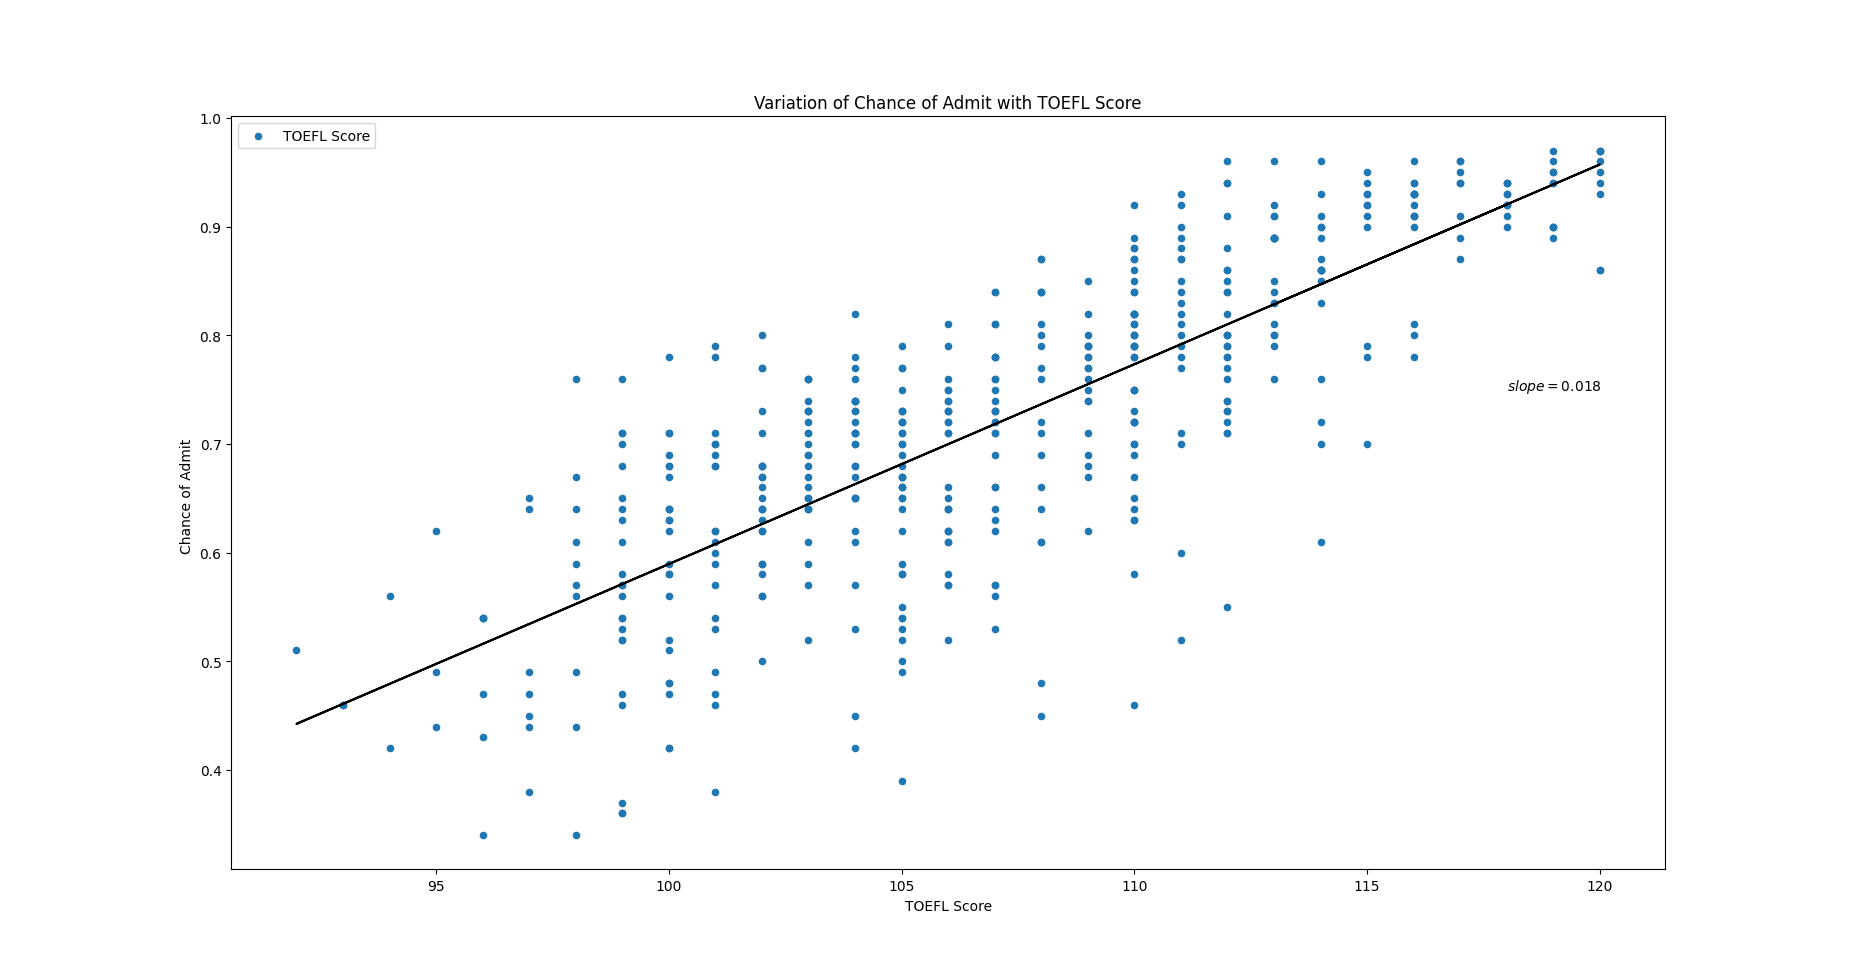 Variation of Chance of Admit with TOEFL Score
TOEFL Score
1.0
0.9
0.8
0.7
0.6
0.5
0.4
Chance of Admit
slope = 0.018
95 100 105 110 115 120
TOEFL Score